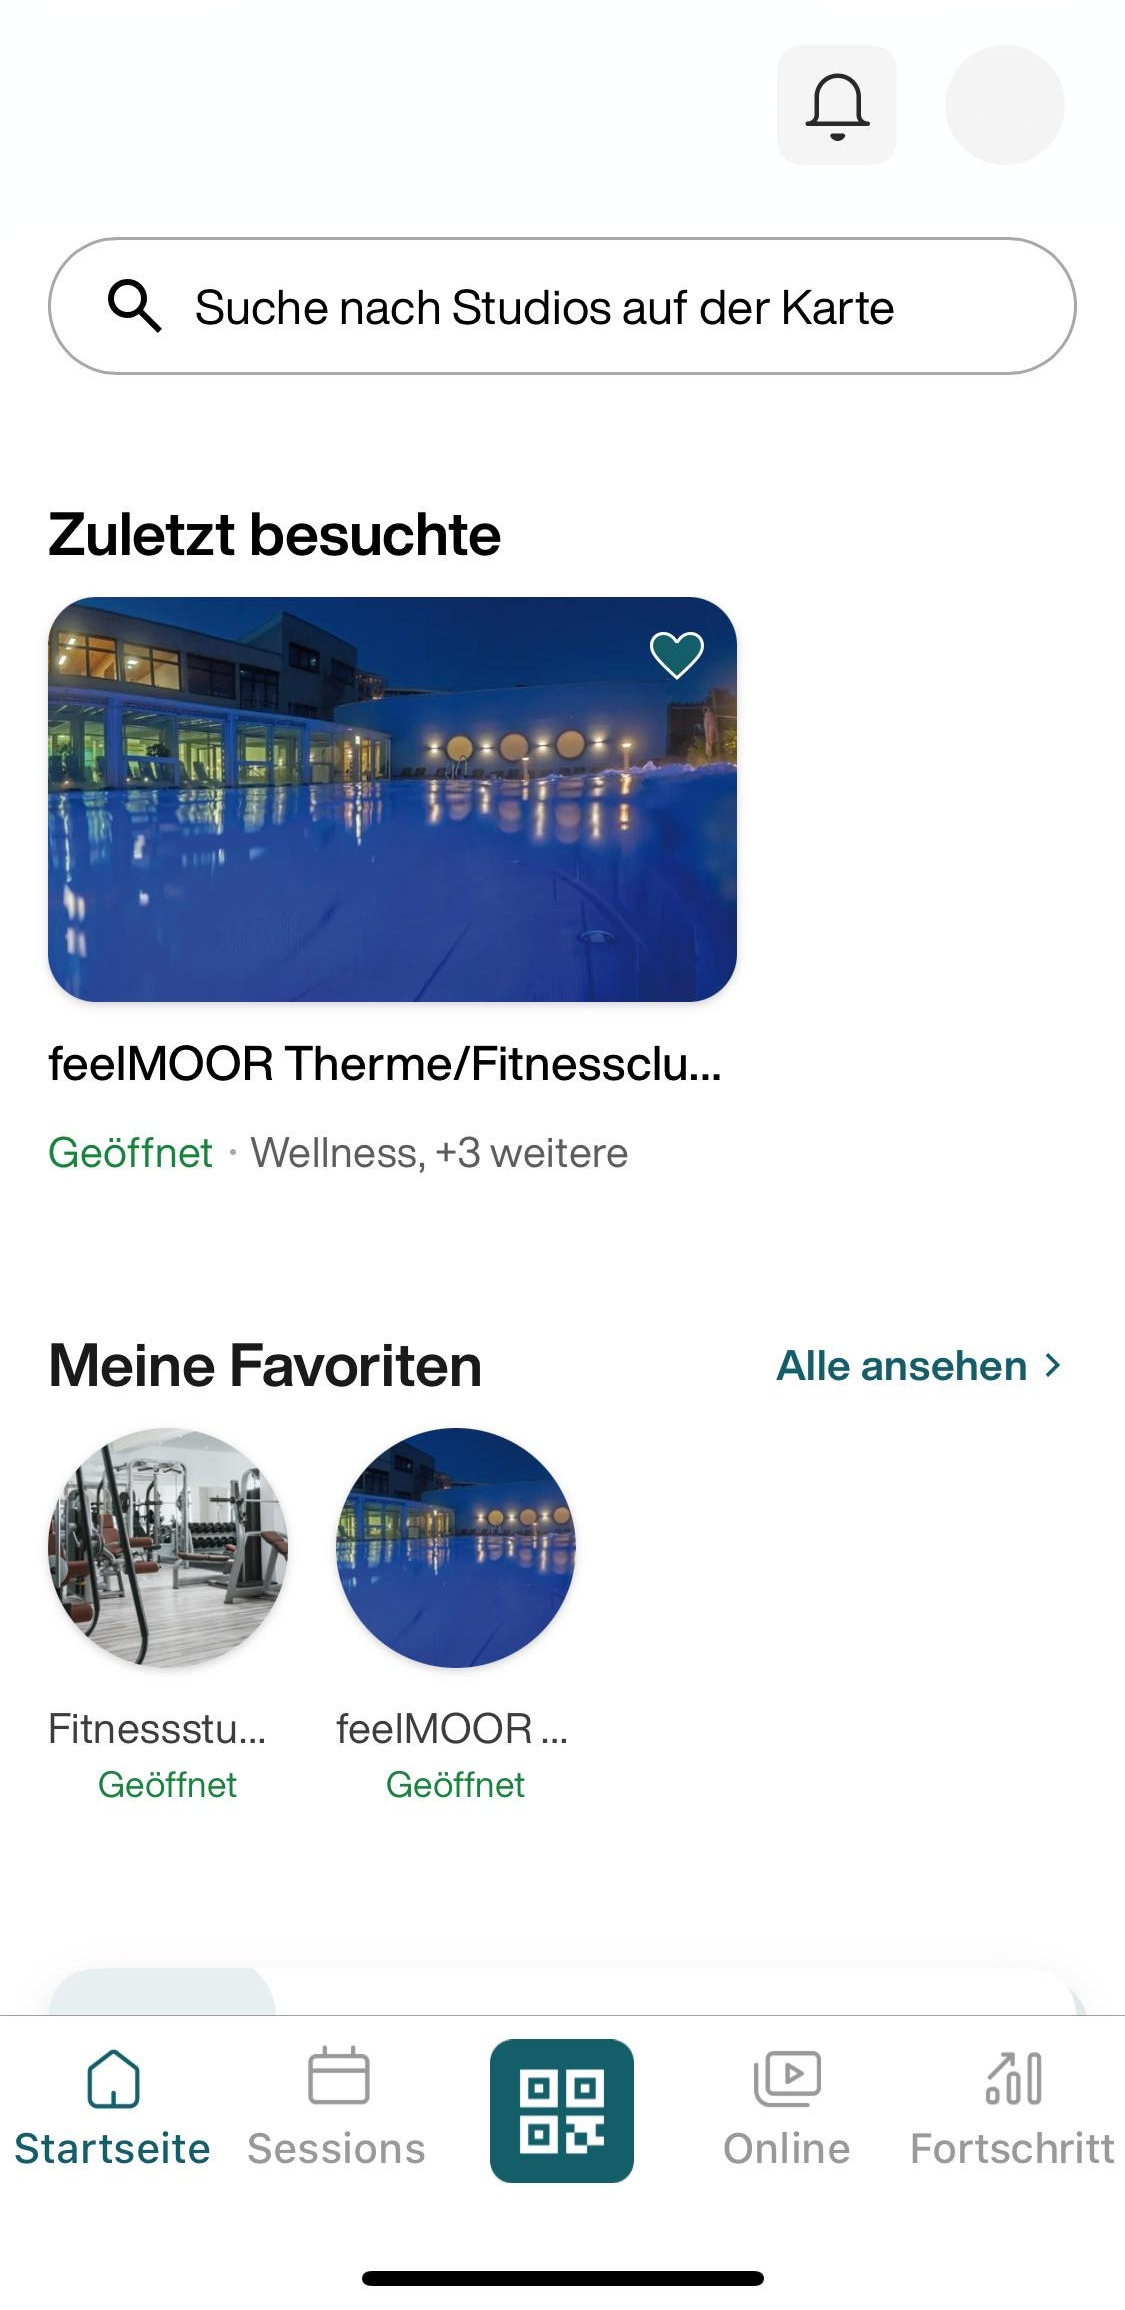 Suche nach Studios auf der Karte
Zuletzt besuchte
feelMOOR Therme/Fitnessclu...
Geöffnet · Wellness, +3 weitere
Meine Favoriten
Alle ansehen
Fitnessstu...
feelMOOR ...
Geöffnet
Geöffnet
Startseite
Sessions
Online
Fortschritt